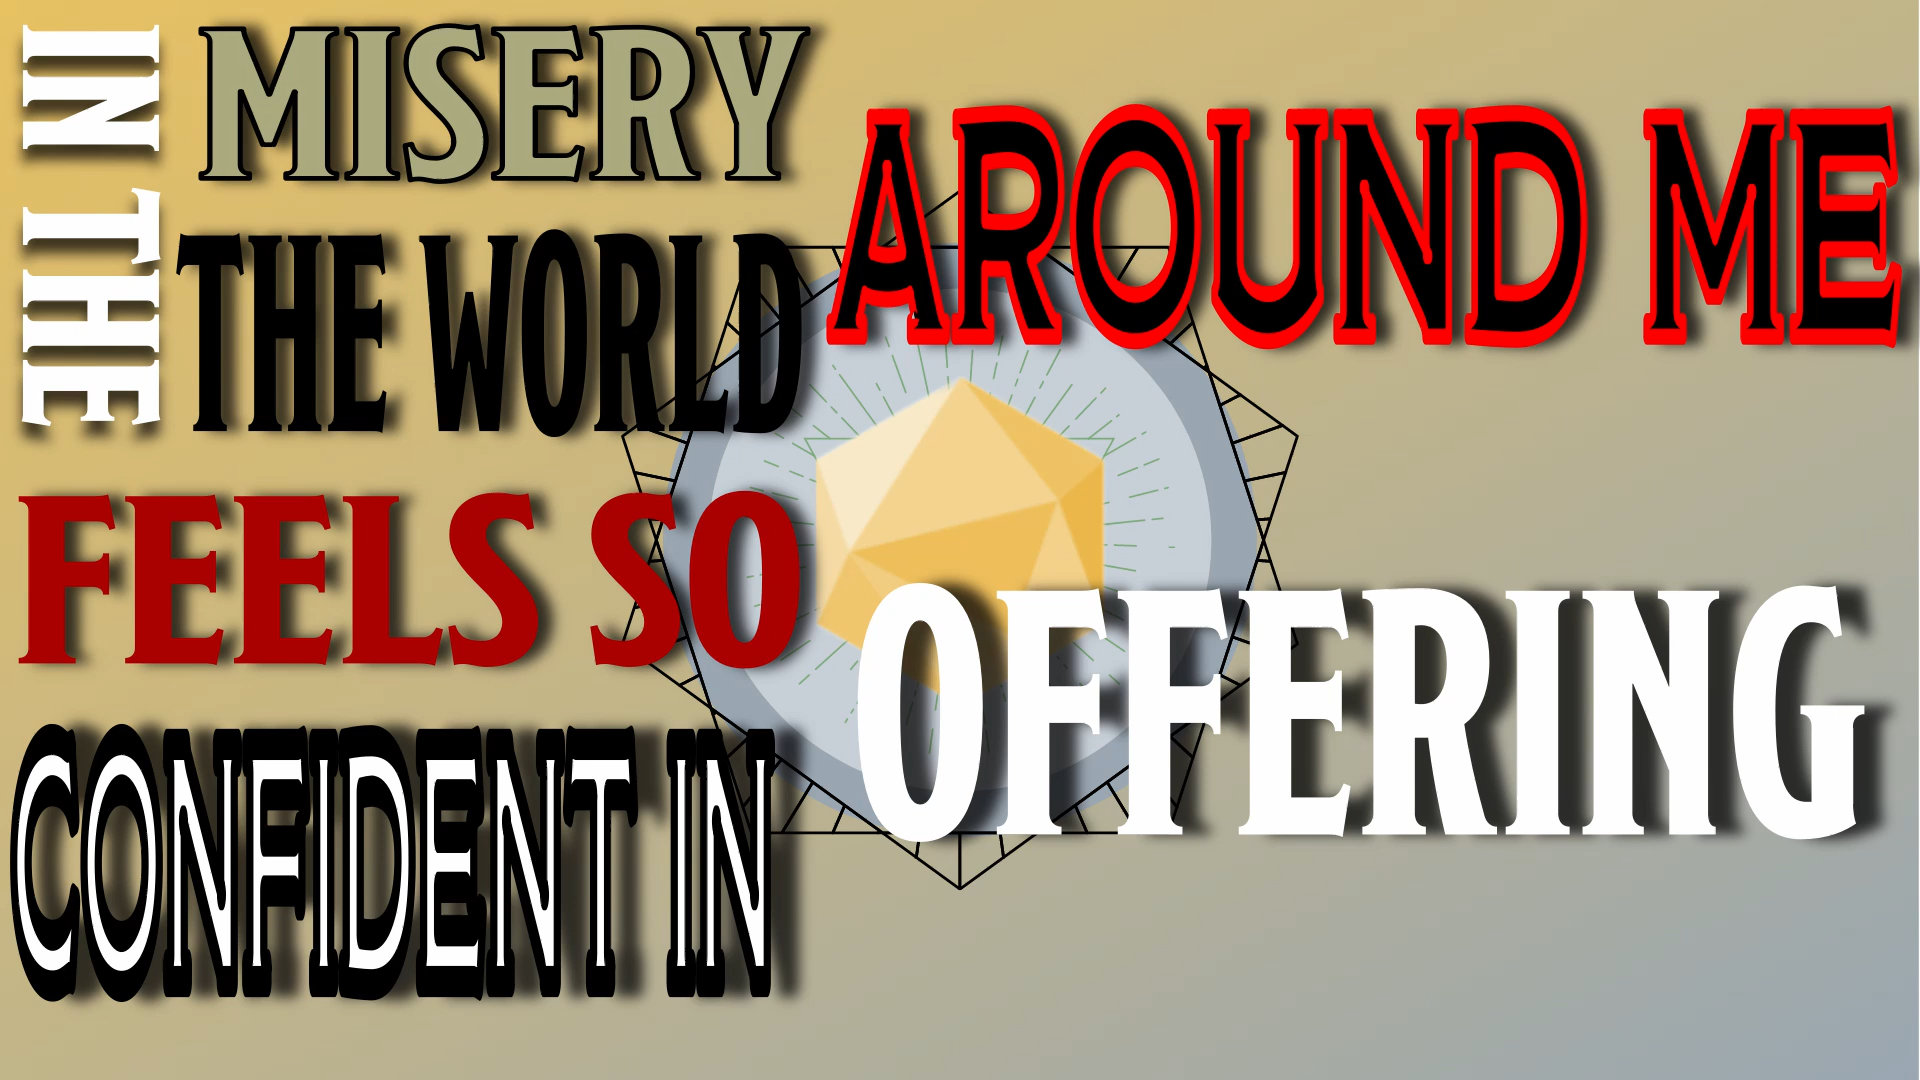 IN THE
MISERY
THE WORLD
FEELS SO
CONFIDENT IN
AROUND ME
OFFERING